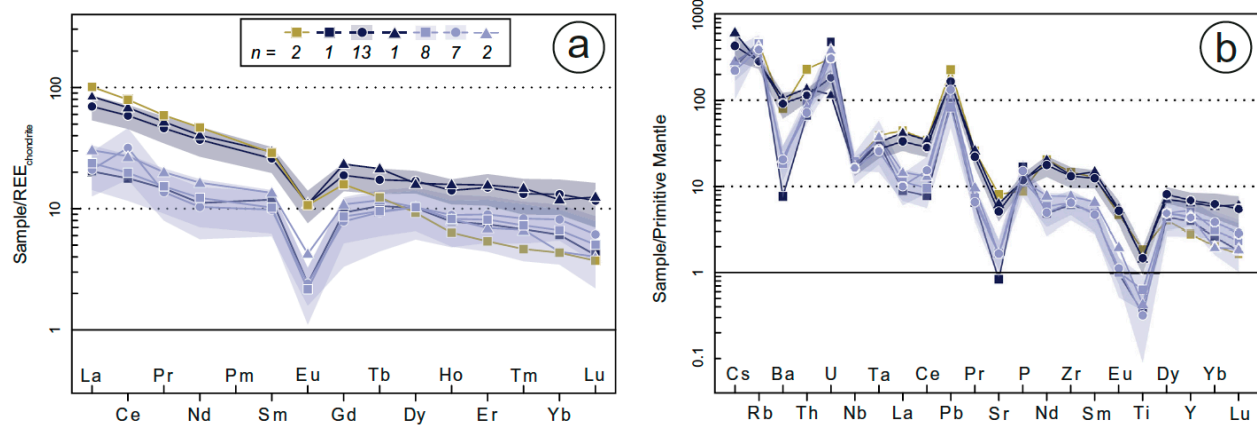 a
n = 2 1 13 1 8 7 2
Sample/REEchondrite
100
10
1
La Pr Pm Eu Tb Ho Tm Lu
Ce Nd Sm Gd Dy Er Yb
b
Sample/Primitive Mantle
1000
100
10
1
0.1
Cs Ba U Ta Ce Pr P Zr Eu Dy Yb
Rb Th Nb La Pb Sr Nd Sm Ti Y Lu